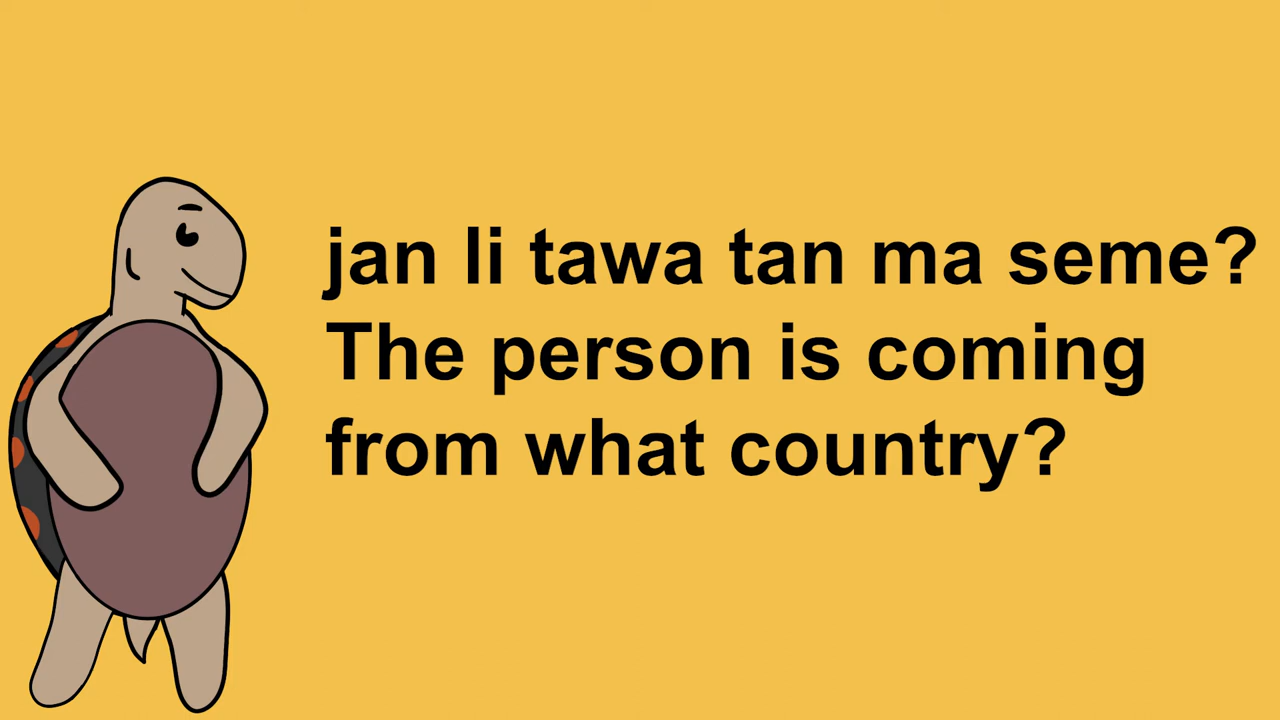 jan li tawa tan ma seme?
The person is coming
from what country?